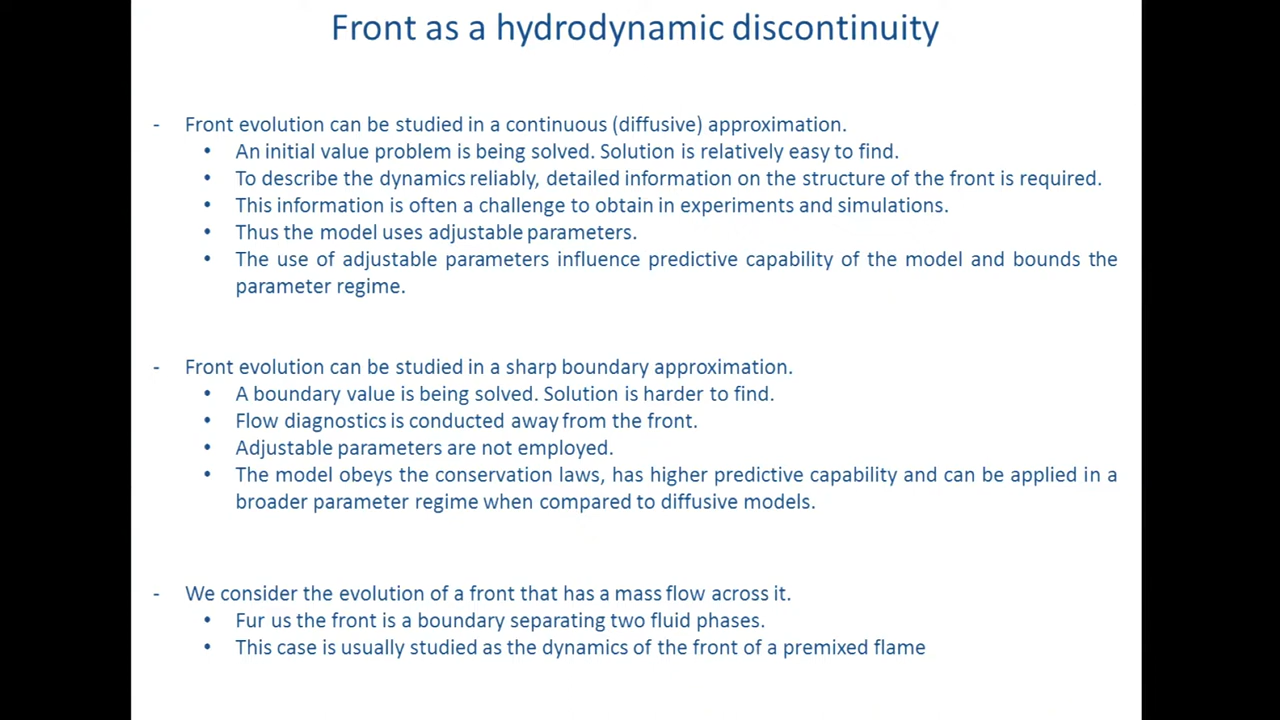 Front as a hydrodynamic discontinuity
- Front evolution can be studied in a continuous (diffusive) approximation.
• An initial value problem is being solved. Solution is relatively easy to find.
• To describe the dynamics reliably, detailed information on the structure of the front is required.
• This information is often a challenge to obtain in experiments and simulations.
• Thus the model uses adjustable parameters.
• The use of adjustable parameters influence predictive capability of the model and bounds the
parameter regime.
- Front evolution can be studied in a sharp boundary approximation.
• A boundary value is being solved. Solution is harder to find.
• Flow diagnostics is conducted away from the front.
• Adjustable parameters are not employed.
• The model obeys the conservation laws, has higher predictive capability and can be applied in a
broader parameter regime when compared to diffusive models.
- We consider the evolution of a front that has a mass flow across it.
• Fur us the front is a boundary separating two fluid phases.
• This case is usually studied as the dynamics of the front of a premixed flame